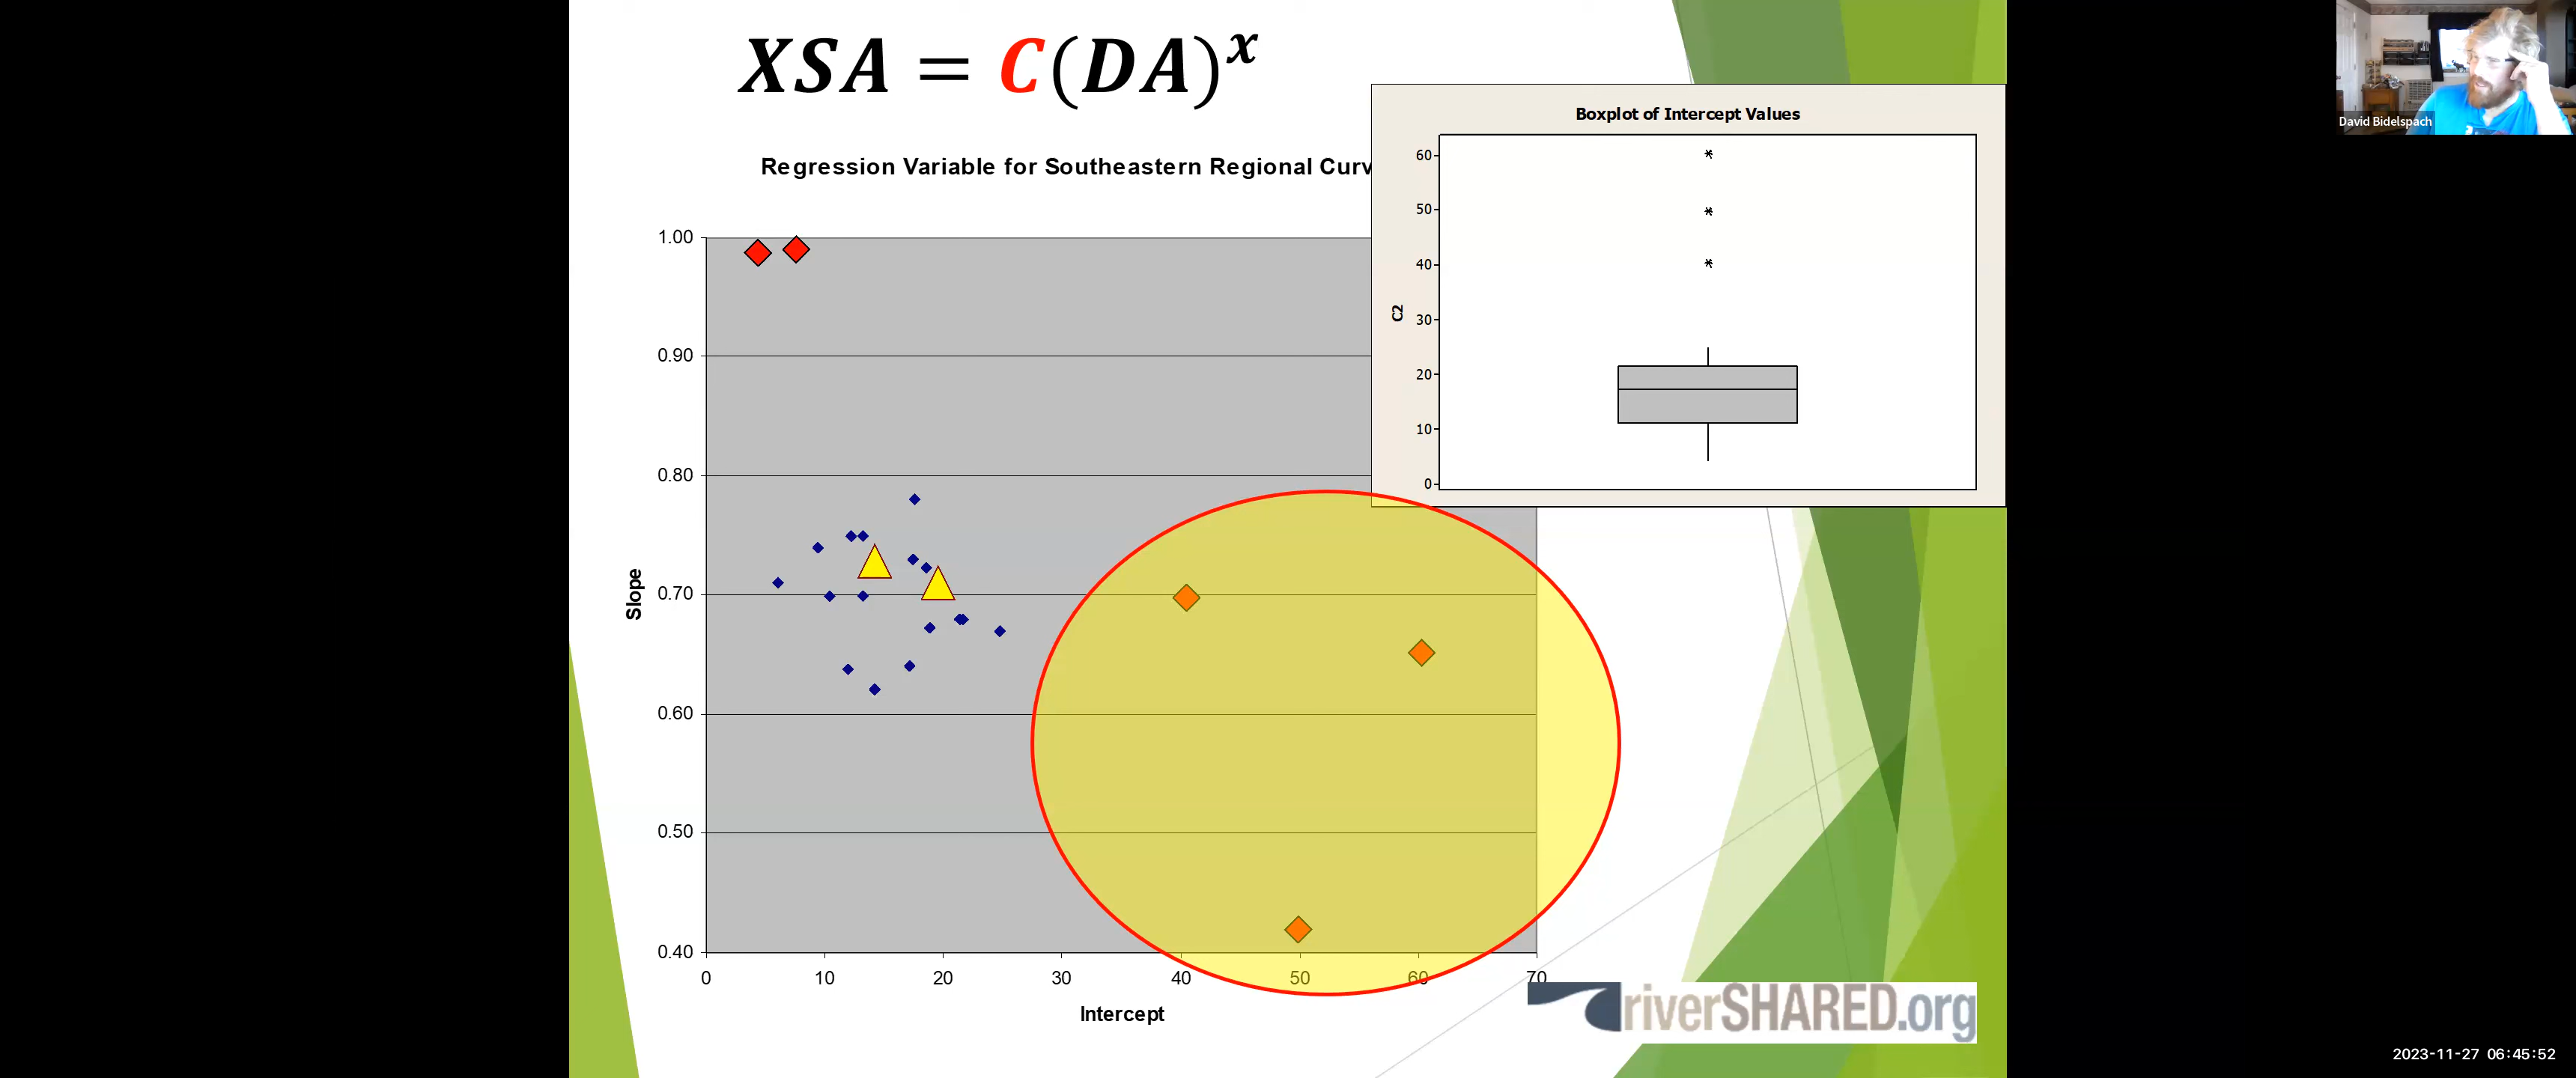 XSA = C(DA)^x
Regression Variable for Southeastern Regional Curv
1.00
0.90
0.80
0.70
0.60
0.50
0.40
Slope
0
10
20
30
40
50
60
70
Intercept
Boxplot of Intercept Values
60
50
40
30
20
10
0
C2
riverSHARED.org
David Bidelspach
2023-11-27 06:45:52